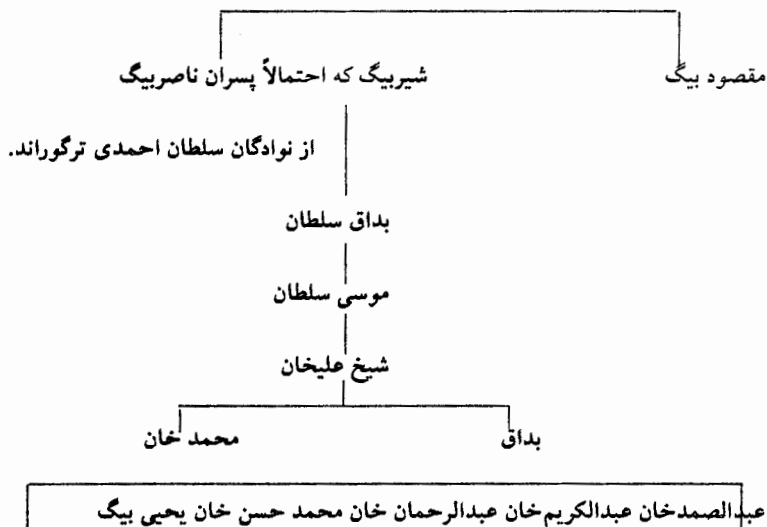 مقصود بیگ شیربیگ که احتمالاً پسران ناصربیگ
از نوادگان سلطان احمدی ترگوراند.
بداق سلطان
موسی سلطان
شیخ علیخان
بداق محمد خان
عبدالصمدخان عبدالکریم‌خان عبدالرحمان خان محمد حسن خان یحیی بیگ